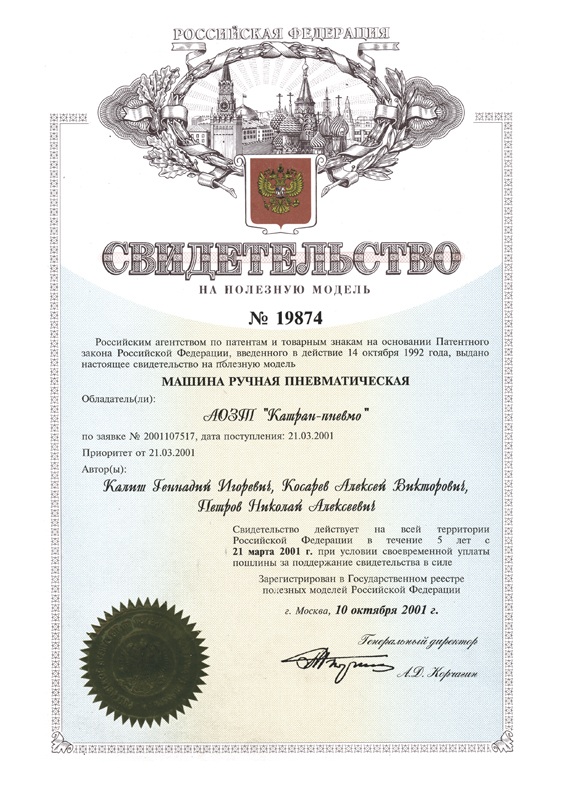 РОССИЙСКАЯ ФЕДЕРАЦИЯ
СВИДЕТЕЛЬСТВО
НА ПОЛЕЗНУЮ МОДЕЛЬ
№ 19874
Российским агентством по патентам и товарным знакам на основании Патентного
закона Российской Федерации, введенного в действие 14 октября 1992 года, выдано
настоящее свидетельство на полезную модель
МАШИНА РУЧНАЯ ПНЕВМАТИЧЕСКАЯ
Обладатель(ли):
АОЗТ "Катран-пневмо"
по заявке № 2001107517, дата поступления: 21.03.2001
Приоритет от 21.03.2001
Автор(ы):
Калит Геннадий Игоревич, Косарев Алексей Викторович,
Петров Николай Алексеевич
Свидетельство действует на всей территории
Российской Федерации в течение 5 лет с
21 марта 2001 г. при условии своевременной уплаты
пошлины за поддержание свидетельства в силе
Зарегистрирован в Государственном реестре
полезных моделей Российской Федерации
г. Москва, 10 октября 2001 г.
Генеральный директор
А.Д. Корчагин